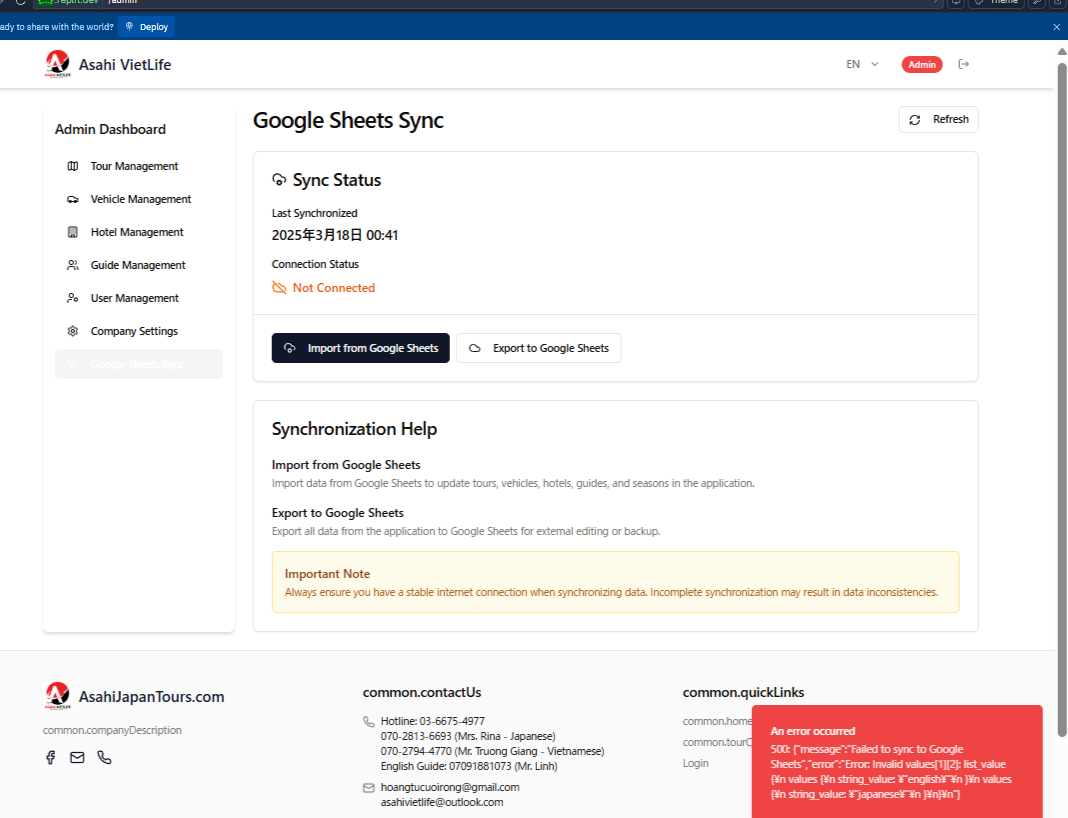 {...}.replit.dev /admin
Theme
ady to share with the world? Deploy
Asahi VietLife
EN
Admin
Admin Dashboard
Tour Management
Vehicle Management
Hotel Management
Guide Management
User Management
Company Settings
Google Sheets Sync
Google Sheets Sync
Refresh
Sync Status
Last Synchronized
2025年3月18日 00:41
Connection Status
Not Connected
Import from Google Sheets
Export to Google Sheets
Synchronization Help
Import from Google Sheets
Import data from Google Sheets to update tours, vehicles, hotels, guides, and seasons in the application.
Export to Google Sheets
Export all data from the application to Google Sheets for external editing or backup.
Important Note
Always ensure you have a stable internet connection when synchronizing data. Incomplete synchronization may result in data inconsistencies.
AsahiJapanTours.com
common.companyDescription
common.contactUs
Hotline: 03-6675-4977
070-2813-6693 (Mrs. Rina - Japanese)
070-2794-4770 (Mr. Truong Giang - Vietnamese)
English Guide: 07091881073 (Mr. Linh)
hoangtucuoirong@gmail.com
asahivietlife@outlook.com
common.quickLinks
common.home
common.tourC
Login
An error occurred
500: {"message":"Failed to sync to Google
Sheets","error":"Error: Invalid values[1][2]: list_value
{¥n values {¥n string_value: ¥"english¥"¥n }¥n values
{¥n string_value: ¥"japanese¥"¥n }¥n}¥n"}